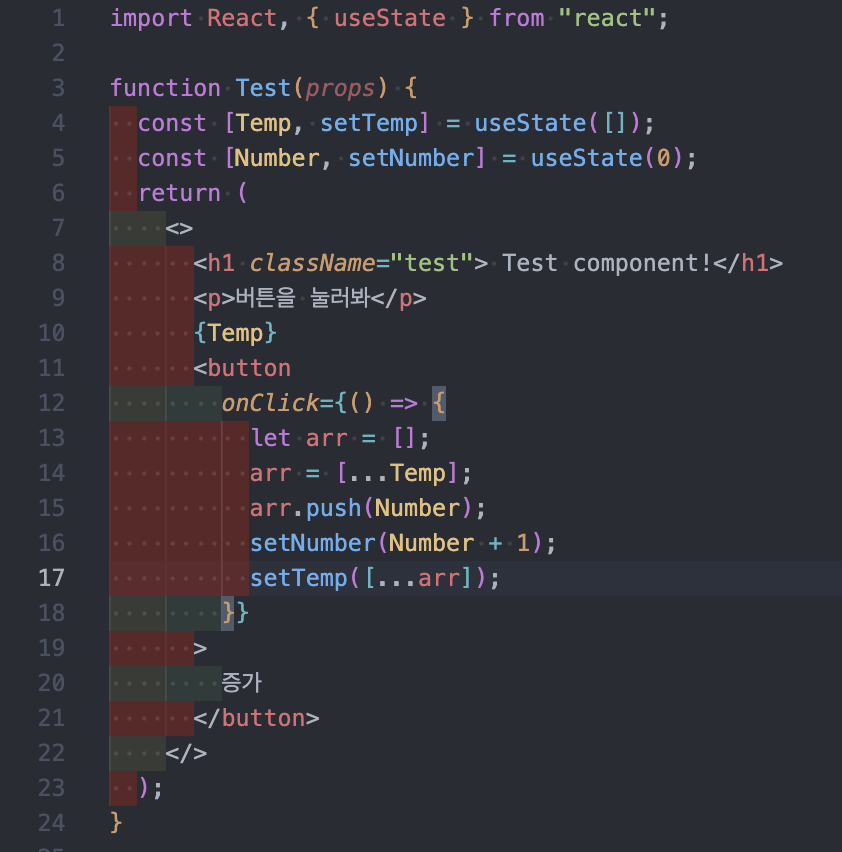 1 import React, { useState } from "react";
2
3 function Test(props) {
4 const [Temp, setTemp] = useState([]);
5 const [Number, setNumber] = useState(0);
6 return (
7 <>
8 <h1 className="test"> Test component!</h1>
9 <p>버튼을 눌러봐</p>
10 {Temp}
11 <button
12 onClick={() => {
13 let arr = [];
14 arr = [...Temp];
15 arr.push(Number);
16 setNumber(Number + 1);
17 setTemp([...arr]);
18 }}
19 >
20 증가
21 </button>
22 </>
23 );
24 }